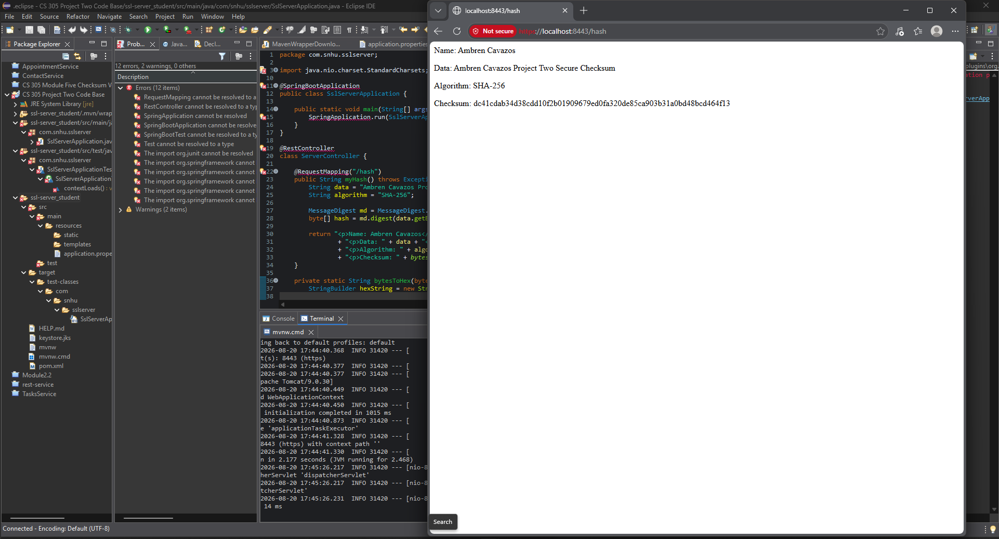 .eclipse - CS 305 Project Two Code Base/ssl-server_student/src/main/java/com/snhu/sslserver/SslServerApplication.java - Eclipse IDE
File Edit Source Refactor Navigate Search Project Run Window Help
Package Explorer
AppointmentService
ContactService
CS 305 Module Five Checksum V
CS 305 Project Two Code Base
JRE System Library [jre]
ssl-server_student/.mvn/wrap
ssl-server_student/src/main/ja
com.snhu.sslserver
SslServerApplication.jav
ssl-server_student/src/test/jav
com.snhu.sslserver
SslServerApplicationTes
SslServerApplication
contextLoads() : v
ssl-server_student
src
main
resources
static
templates
application.prope
test
target
test-classes
com
snhu
sslserver
SslServerAp
HELP.md
keystore.jks
mvnw
mvnw.cmd
pom.xml
Module2.2
rest-service
TasksService
Prob... Java... Decl...
12 errors, 2 warnings, 0 others
Description
Errors (12 items)
RequestMapping cannot be resolved to a
RestController cannot be resolved to a typ
SpringApplication cannot be resolved
SpringBootApplication cannot be resolve
SpringBootTest cannot be resolved to a ty
Test cannot be resolved to a type
The import org.junit cannot be resolved
The import org.springframework cannot
The import org.springframework cannot
The import org.springframework cannot
The import org.springframework cannot
The import org.springframework cannot
Warnings (2 items)
MavenWrapperDownlo... application.properties
1 package com.snhu.sslserver;
2
3 import java.nio.charset.StandardCharsets;
11 @SpringBootApplication
12 public class SslServerApplication {
13
14 public static void main(String[] args
15 SpringApplication.run(SslServerAp
16 }
17 }
18
19 @RestController
20 class ServerController {
21
22 @RequestMapping("/hash")
23 public String myHash() throws Excepti
24 String data = "Ambren Cavazos Pro
25 String algorithm = "SHA-256";
26
27 MessageDigest md = MessageDigest.
28 byte[] hash = md.digest(data.getB
29
30 return "<p>Name: Ambren Cavazos</
31 + "<p>Data: " + data + "<
32 + "<p>Algorithm: " + algo
33 + "<p>Checksum: " + bytes
34 }
35
36 private static String bytesToHex(byte
37 StringBuilder hexString = new Str
38
Console Terminal
mvnw.cmd
ing back to default profiles: default
2026-08-20 17:44:40.368 INFO 31420 --- [
t(s): 8443 (https)
2026-08-20 17:44:40.377 INFO 31420 --- [
2026-08-20 17:44:40.377 INFO 31420 --- [
pache Tomcat/9.0.30]
2026-08-20 17:44:40.449 INFO 31420 --- [
d WebApplicationContext
2026-08-20 17:44:40.450 INFO 31420 --- [
initialization completed in 1015 ms
2026-08-20 17:44:40.873 INFO 31420 --- [
e 'applicationTaskExecutor'
2026-08-20 17:44:41.328 INFO 31420 --- [
8443 (https) with context path ''
2026-08-20 17:44:41.330 INFO 31420 --- [
n in 2.177 seconds (JVM running for 2.468)
2026-08-20 17:45:26.217 INFO 31420 --- [nio-8
herServlet 'dispatcherServlet'
2026-08-20 17:45:26.217 INFO 31420 --- [nio-8
tcherServlet'
2026-08-20 17:45:26.231 INFO 31420 --- [nio-8
14 ms
Connected - Encoding: Default (UTF-8)
localhost:8443/hash
Not secure https://localhost:8443/hash
Name: Ambren Cavazos
Data: Ambren Cavazos Project Two Secure Checksum
Algorithm: SHA-256
Checksum: dc41cdab34d38cdd10f2b01909679ed0fa320de85ca903b31a0bd48bcd464f13
Search
plugins\org.
ation p
rverApp